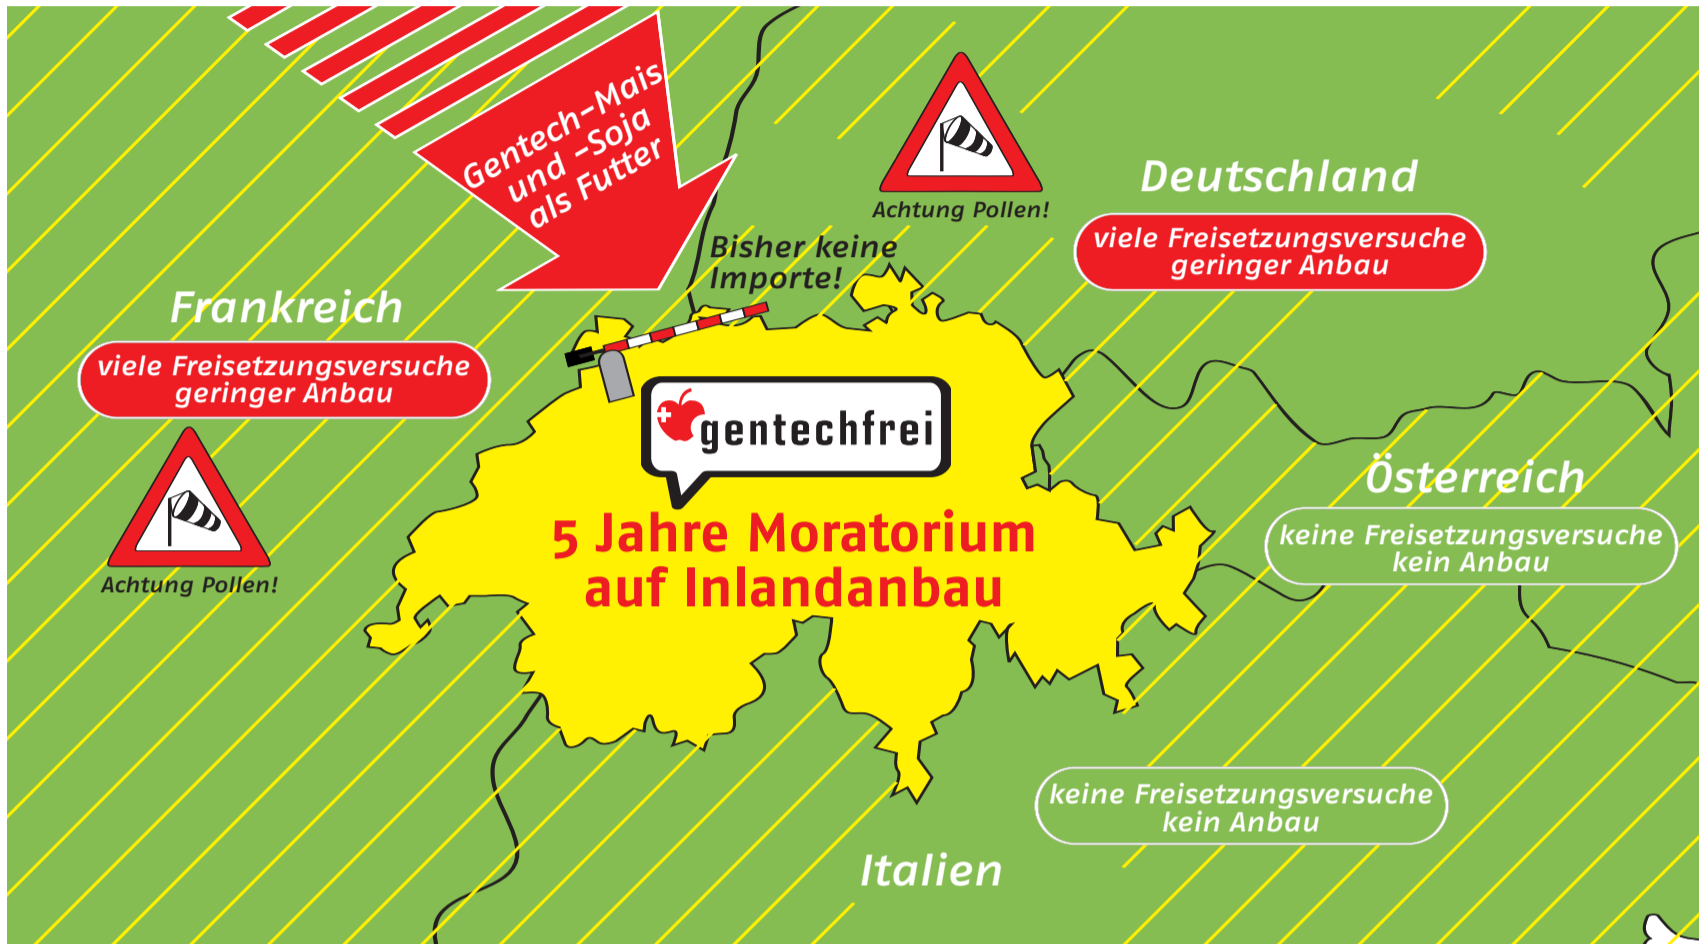 Gentech-Mais
und -Soja
als Futter
Achtung Pollen!
Deutschland
viele Freisetzungsversuche
geringer Anbau
Bisher keine
Importe!
Frankreich
viele Freisetzungsversuche
geringer Anbau
Achtung Pollen!
gentechfrei
5 Jahre Moratorium
auf Inlandanbau
Österreich
keine Freisetzungsversuche
kein Anbau
keine Freisetzungsversuche
kein Anbau
Italien